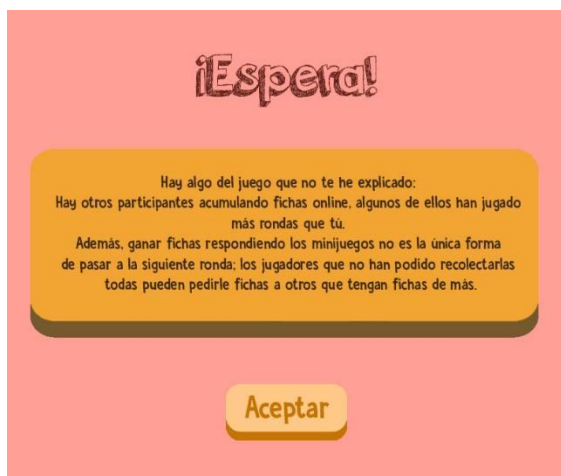 ¡Espera!
Hay algo del juego que no te he explicado:
Hay otros participantes acumulando fichas online, algunos de ellos han jugado
más rondas que tú.
Además, ganar fichas respondiendo los minijuegos no es la única forma
de pasar a la siguiente ronda; los jugadores que no han podido recolectarlas
todas pueden pedirle fichas a otros que tengan fichas de más.
Aceptar